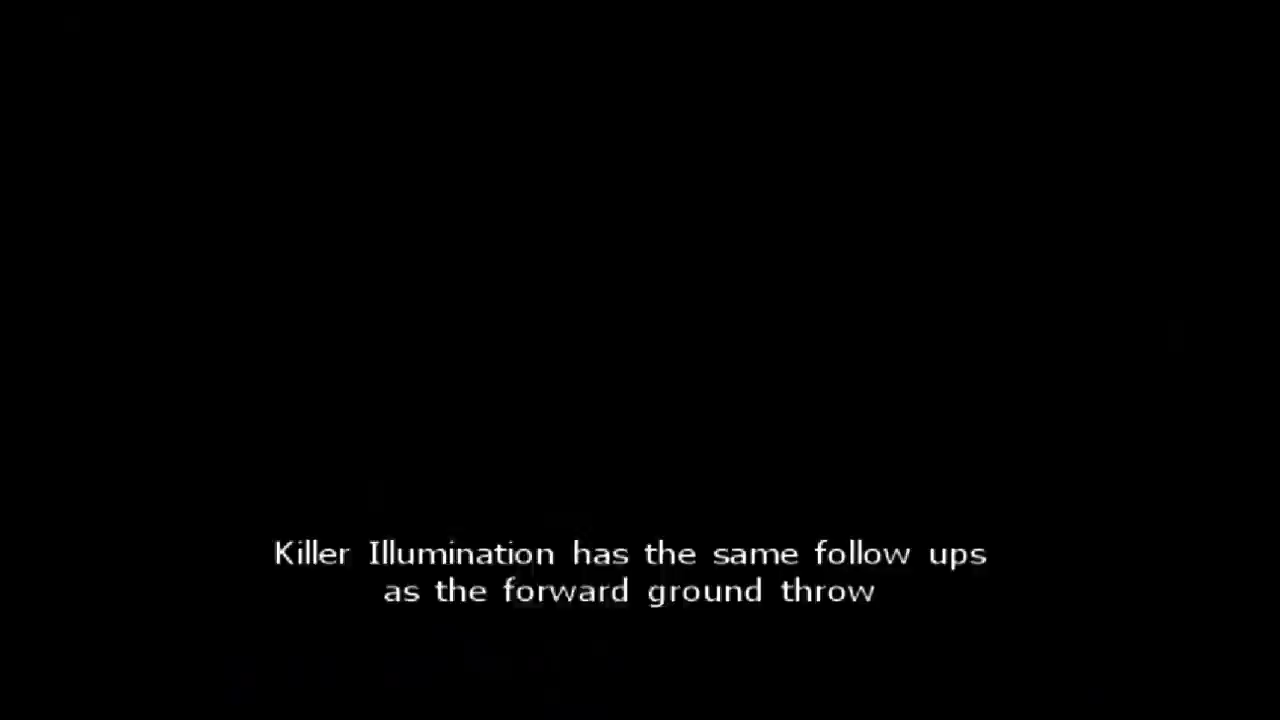 Killer Illumination has the same follow ups
as the forward ground throw